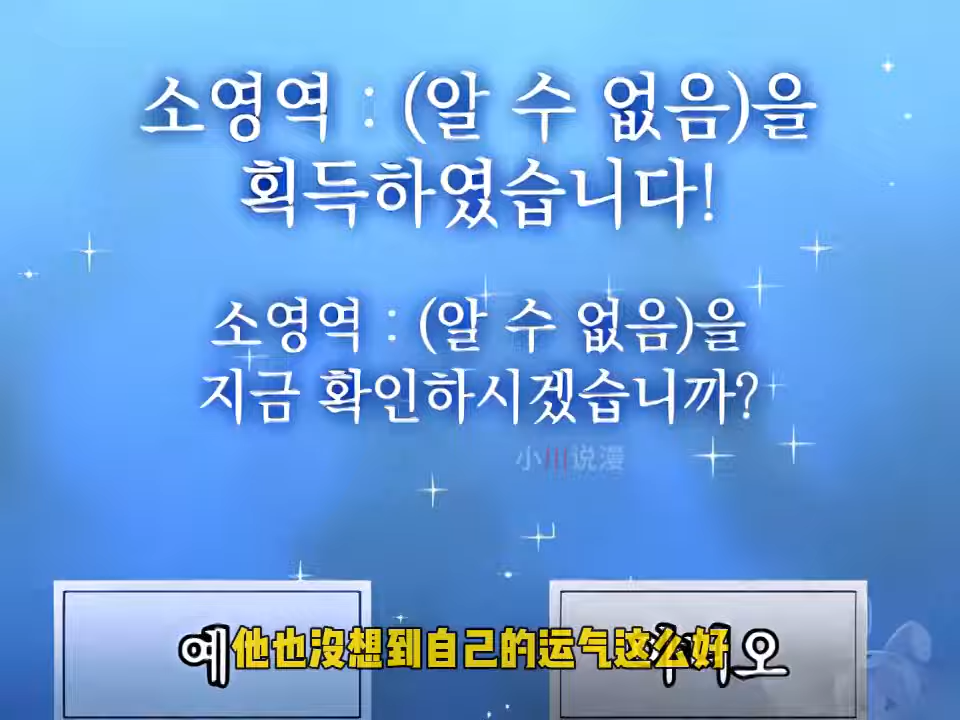 소영역 : (알 수 없음)을
획득하였습니다!
소영역 : (알 수 없음)을
지금 확인하시겠습니까?
小川说漫
예
他也没想到自己的运气这么好